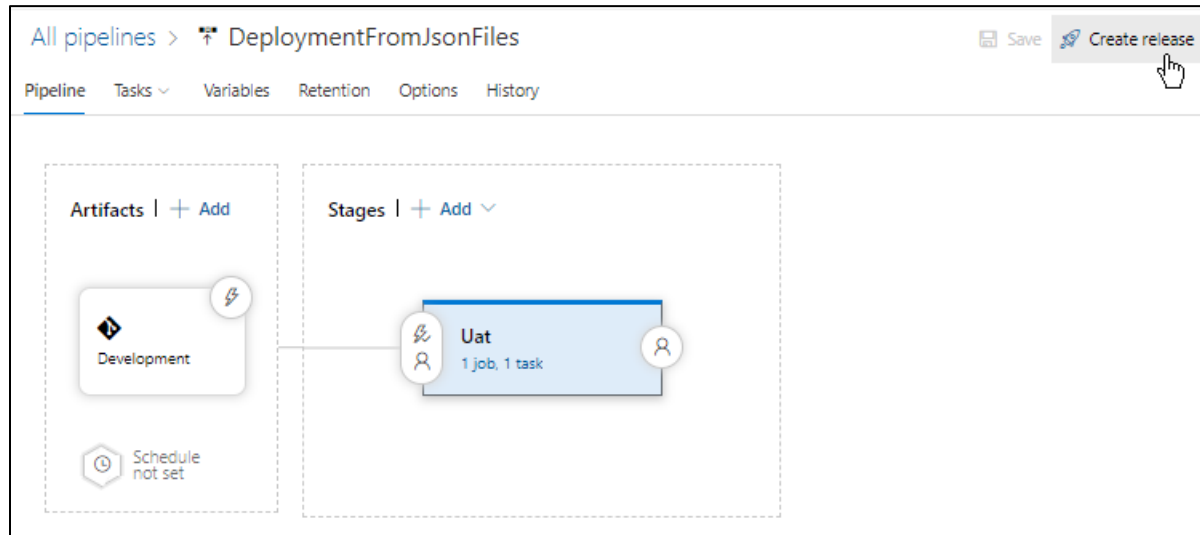 All pipelines > DeploymentFromJsonFiles
Save Create release
Pipeline Tasks Variables Retention Options History
Artifacts | + Add
Stages | + Add
Development
Uat
1 job, 1 task
Schedule
not set